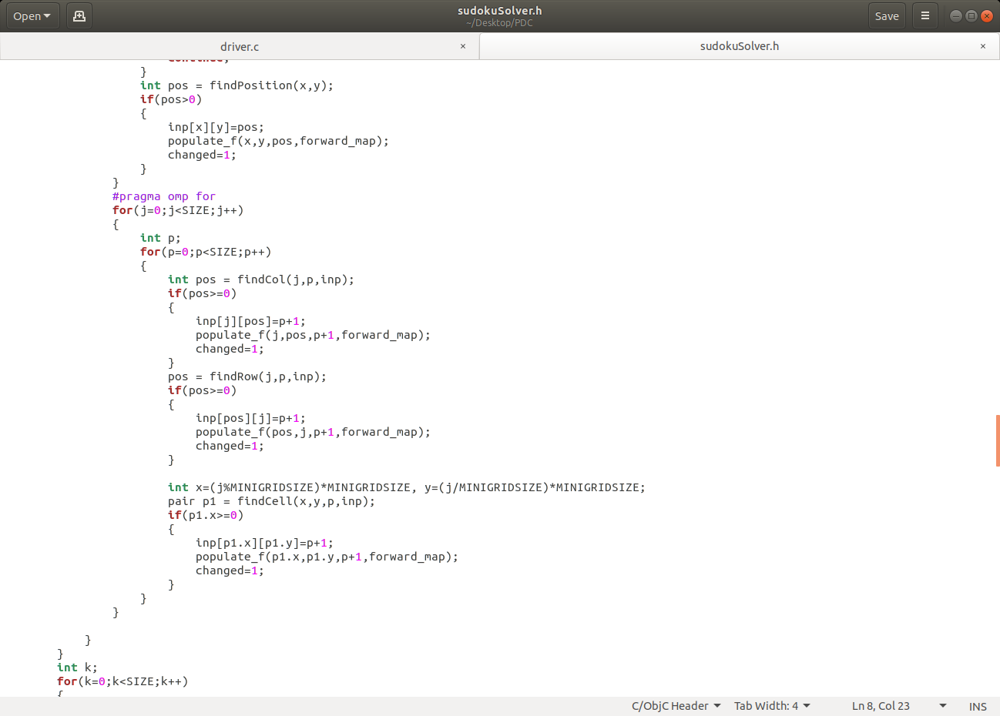 Open
sudokuSolver.h
~/Desktop/PDC
Save
driver.c ×
sudokuSolver.h ×
continue;
}
int pos = findPosition(x,y);
if(pos>0)
{
inp[x][y]=pos;
populate_f(x,y,pos,forward_map);
changed=1;
}
}
#pragma omp for
for(j=0;j<SIZE;j++)
{
int p;
for(p=0;p<SIZE;p++)
{
int pos = findCol(j,p,inp);
if(pos>=0)
{
inp[j][pos]=p+1;
populate_f(j,pos,p+1,forward_map);
changed=1;
}
pos = findRow(j,p,inp);
if(pos>=0)
{
inp[pos][j]=p+1;
populate_f(pos,j,p+1,forward_map);
changed=1;
}
int x=(j%MINIGRIDSIZE)*MINIGRIDSIZE, y=(j/MINIGRIDSIZE)*MINIGRIDSIZE;
pair p1 = findCell(x,y,p,inp);
if(p1.x>=0)
{
inp[p1.x][p1.y]=p+1;
populate_f(p1.x,p1.y,p+1,forward_map);
changed=1;
}
}
}
}
}
int k;
for(k=0;k<SIZE;k++)
{
C/ObjC Header Tab Width: 4 Ln 8, Col 23 INS